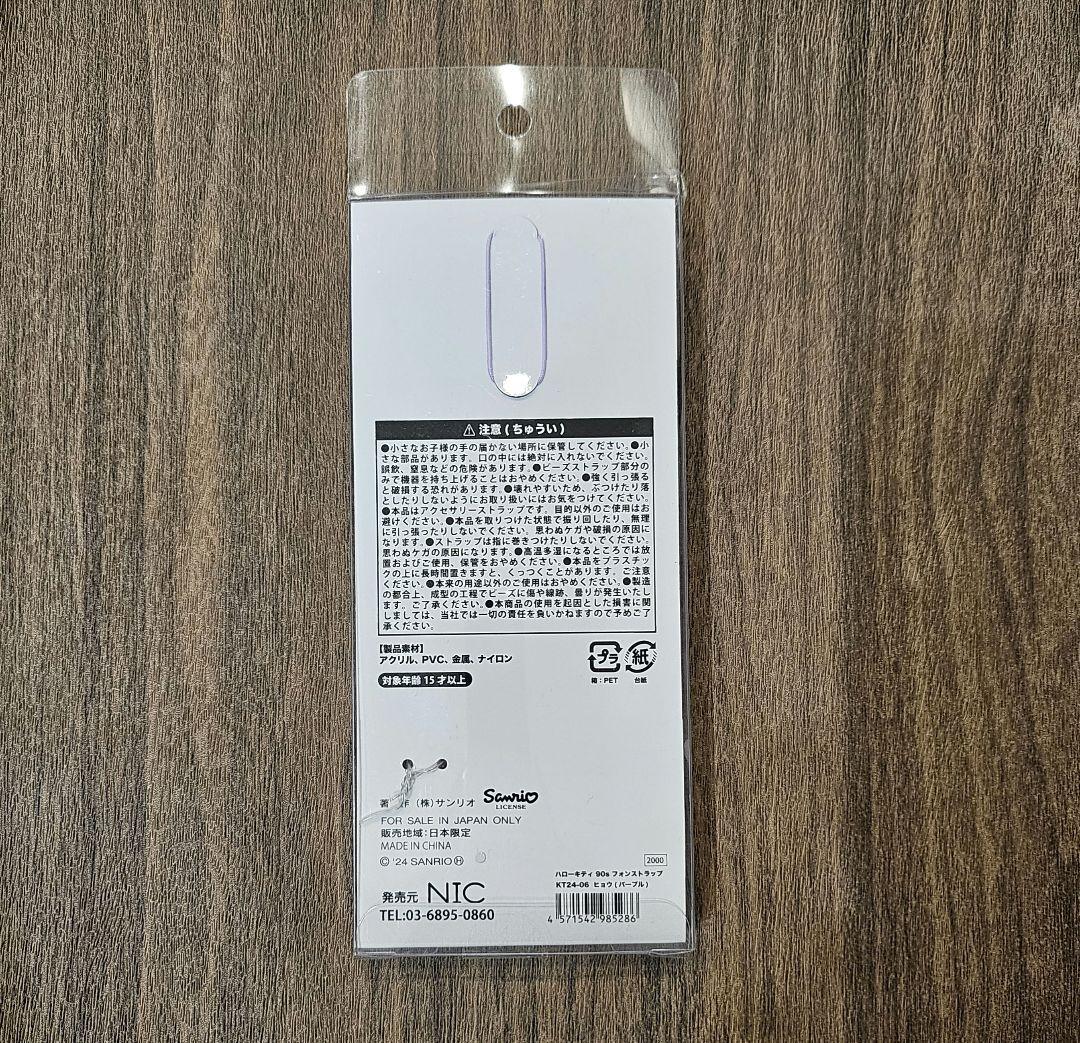 ⚠注意(ちゅうい)
●小さなお子様の手の届かない場所に保管してください。●小
さな部品があります。口の中には絶対に入れないでください。
誤飲、窒息などの危険があります。●ビーズストラップ部分の
みで機器を持ち上げることはおやめください。●強く引っ張る
と破損する恐れがあります。●壊れやすいため、ぶつけたり落
としたりしないようにお取り扱いにはお気をつけてください。
●本品はアクセサリーストラップです。目的以外のご使用はお
避けください。●本品を取りつけた状態で振り回したり、無理
に引っ張ったりしないでください。思わぬケガや破損の原因に
なります。●ストラップは指に巻きつけたりしないでください。
思わぬケガの原因になります。●高温多湿になるところでは放
置およびご使用、保管をおやめください。●本品をプラスチッ
クの上に長時間置きますと、くっつくことがあります。ご注意
ください。●本来の用途以外のご使用はおやめください。●製造
の都合上、成型の工程でビーズに傷や線跡、曇りが発生いたし
ます。ご了承ください。●本商品の使用を起因とした損害に関
しましては、当社では一切の責任を負いかねますので予めご了
承ください。
【製品素材】
アクリル、PVC、金属、ナイロン
対象年齢15才以上
プラ 紙
箱:PET 台紙
著 作 (株)サンリオ Sanrio
LICENSE
FOR SALE IN JAPAN ONLY
販売地域:日本限定
MADE IN CHINA
© '24 SANRIO Ⓗ
2000
ハローキティ 90s フォンストラップ
KT24-06 ヒョウ(パープル)
発売元 NIC
TEL:03-6895-0860
4 571542 985286